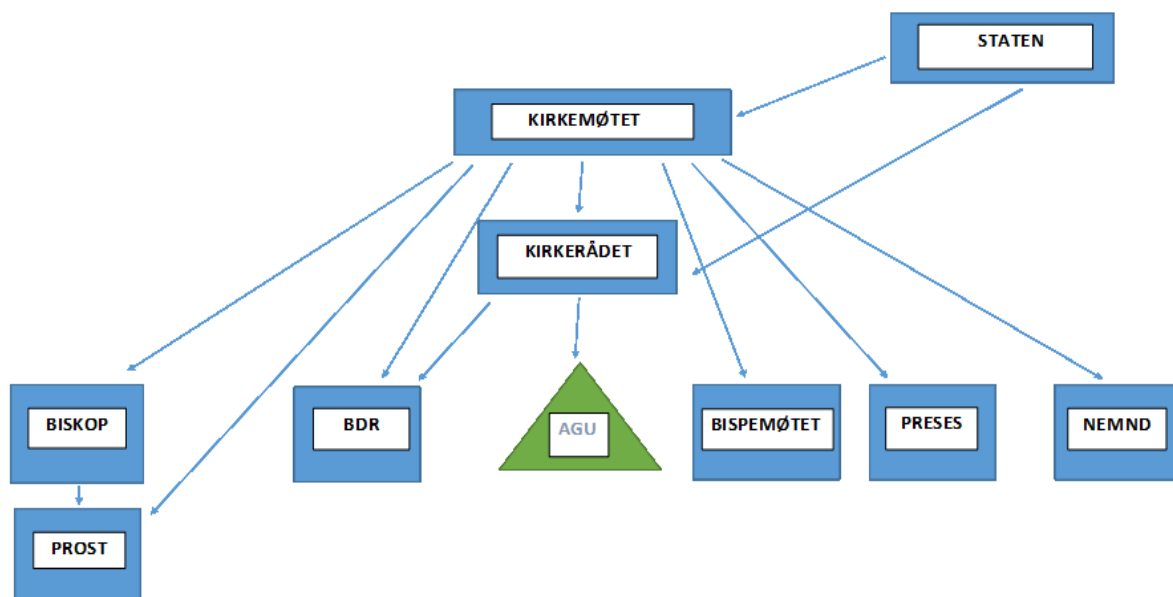 STATEN
KIRKEMØTET
KIRKERÅDET
BISKOP
BDR
AGU
BISPEMØTET
PRESES
NEMND
PROST